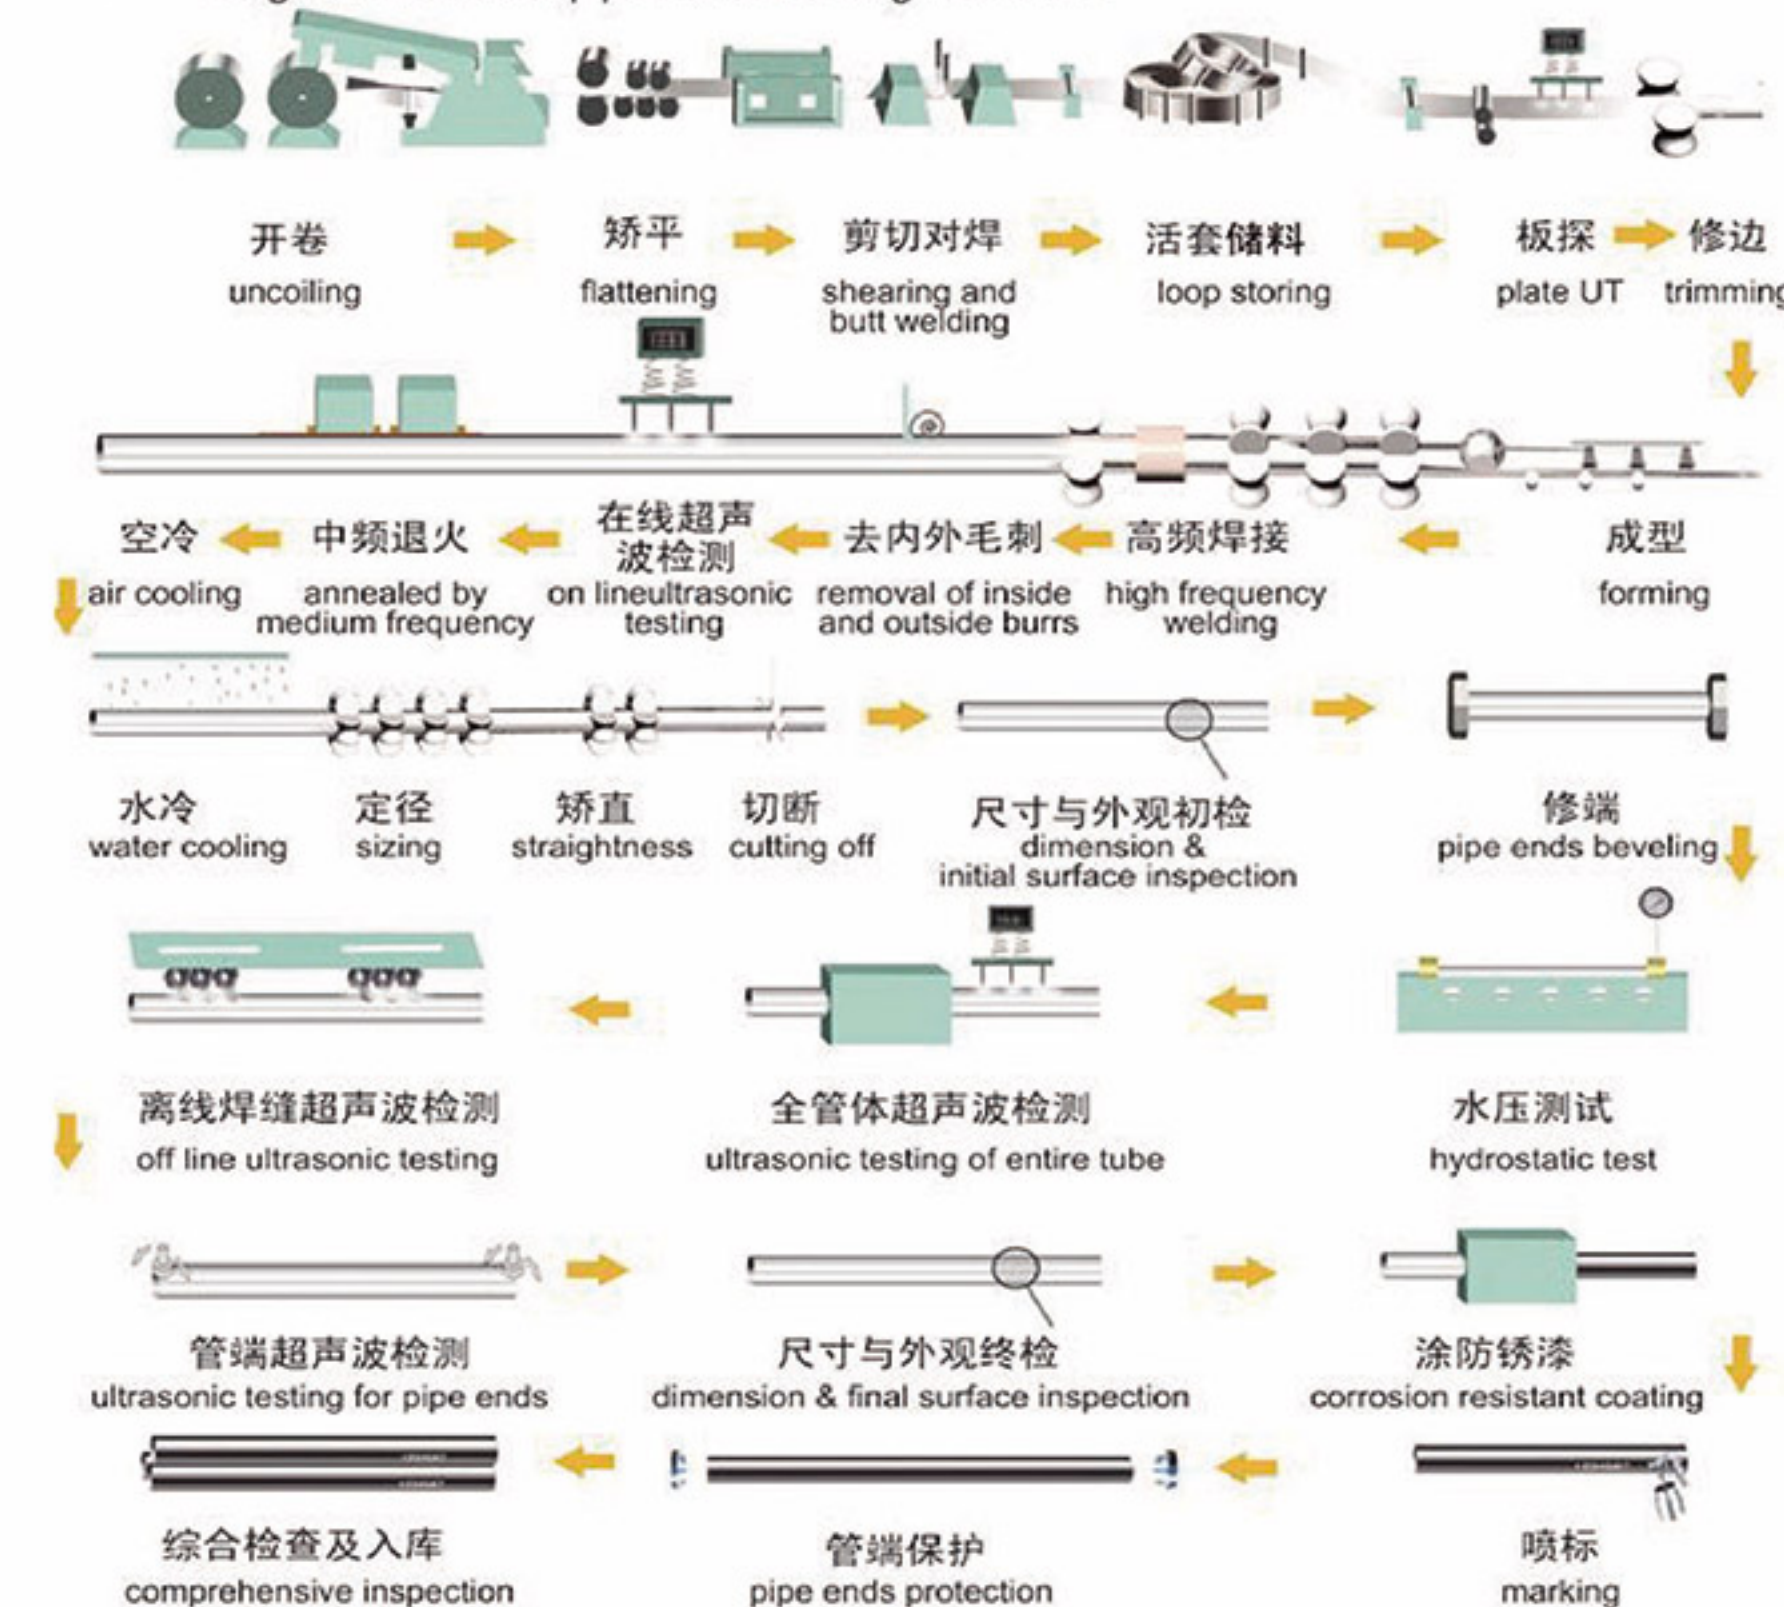 开卷
uncoiling
矫平
flattening
剪切对焊
shearing and
butt welding
活套储料
loop storing
板探
plate UT
修边
trimming
成型
forming
高频焊接
high frequency
welding
去内外毛刺
removal of inside
and outside burrs
在线超声
波检测
on lineultrasonic
testing
中频退火
annealed by
medium frequency
空冷
air cooling
水冷
water cooling
定径
sizing
矫直
straightness
切断
cutting off
尺寸与外观初检
dimension &
initial surface inspection
修端
pipe ends beveling
水压测试
hydrostatic test
全管体超声波检测
ultrasonic testing of entire tube
离线焊缝超声波检测
off line ultrasonic testing
管端超声波检测
ultrasonic testing for pipe ends
尺寸与外观终检
dimension & final surface inspection
涂防锈漆
corrosion resistant coating
喷标
marking
管端保护
pipe ends protection
综合检查及入库
comprehensive inspection